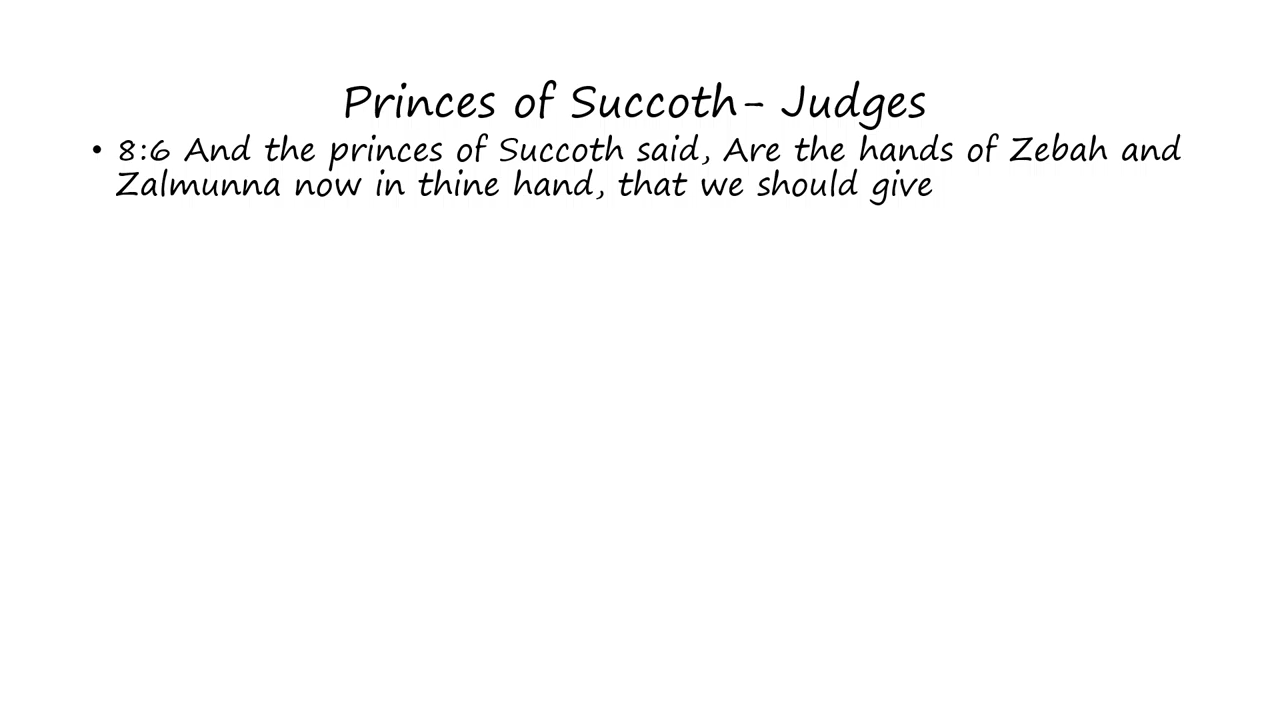 Princes of Succoth- Judges
• 8:6 And the princes of Succoth said, Are the hands of Zebah and
Zalmunna now in thine hand, that we should give